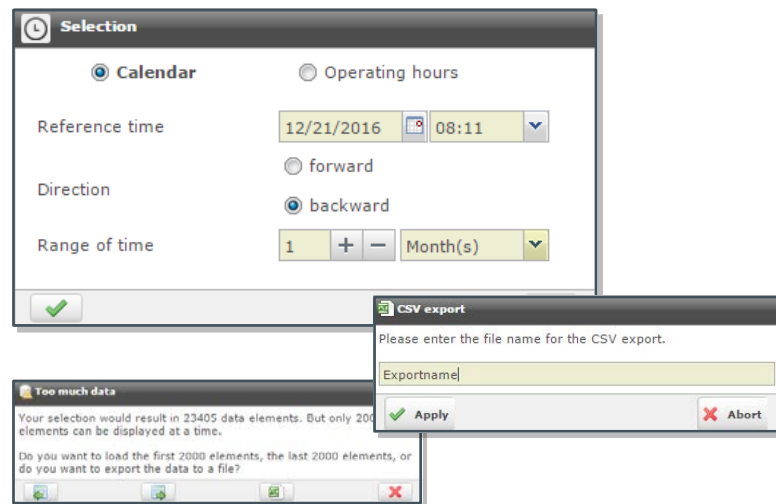 Selection
Calendar Operating hours
Reference time 12/21/2016 08:11
forward
Direction
backward
Range of time 1 + − Month(s)
CSV export
Please enter the file name for the CSV export.
Exportname
Apply Abort
Too much data
Your selection would result in 23405 data elements. But only
elements can be displayed at a time.
Do you want to load the first 2000 elements, the last 2000 elements, or
do you want to export the data to a file?